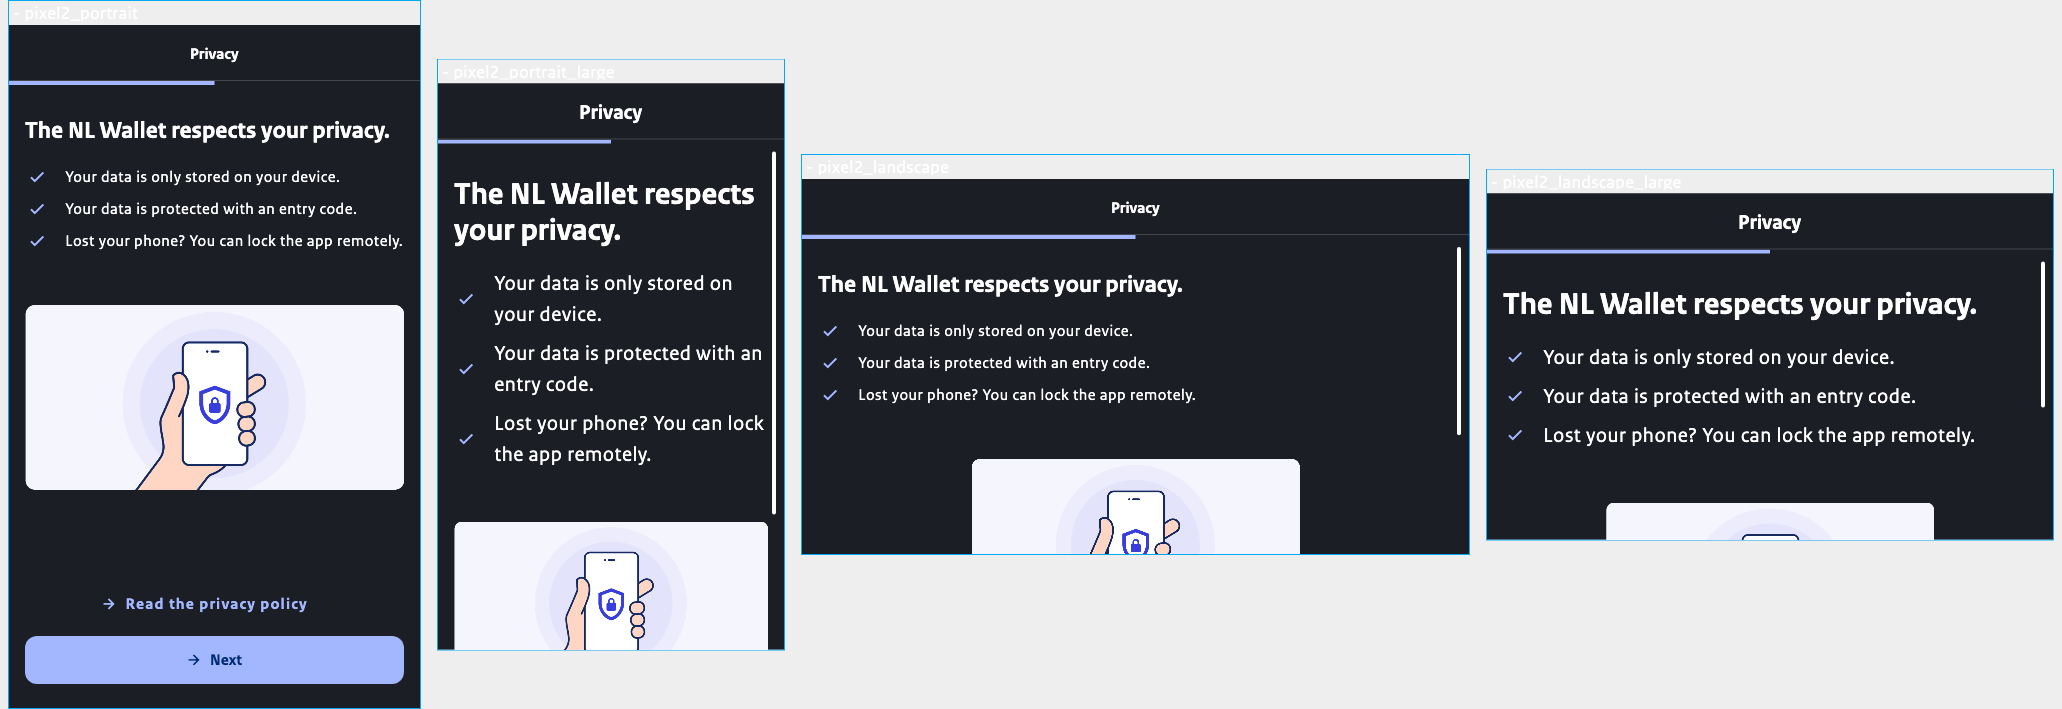 - pixel2_portrait
Privacy
The NL Wallet respects your privacy.
Your data is only stored on your device.
Your data is protected with an entry code.
Lost your phone? You can lock the app remotely.
Read the privacy policy
Next
- pixel2_portrait_large
Privacy
The NL Wallet respects
your privacy.
Your data is only stored on
your device.
Your data is protected with an
entry code.
Lost your phone? You can lock
the app remotely.
- pixel2_landscape
Privacy
The NL Wallet respects your privacy.
Your data is only stored on your device.
Your data is protected with an entry code.
Lost your phone? You can lock the app remotely.
- pixel2_landscape_large
Privacy
The NL Wallet respects your privacy.
Your data is only stored on your device.
Your data is protected with an entry code.
Lost your phone? You can lock the app remotely.